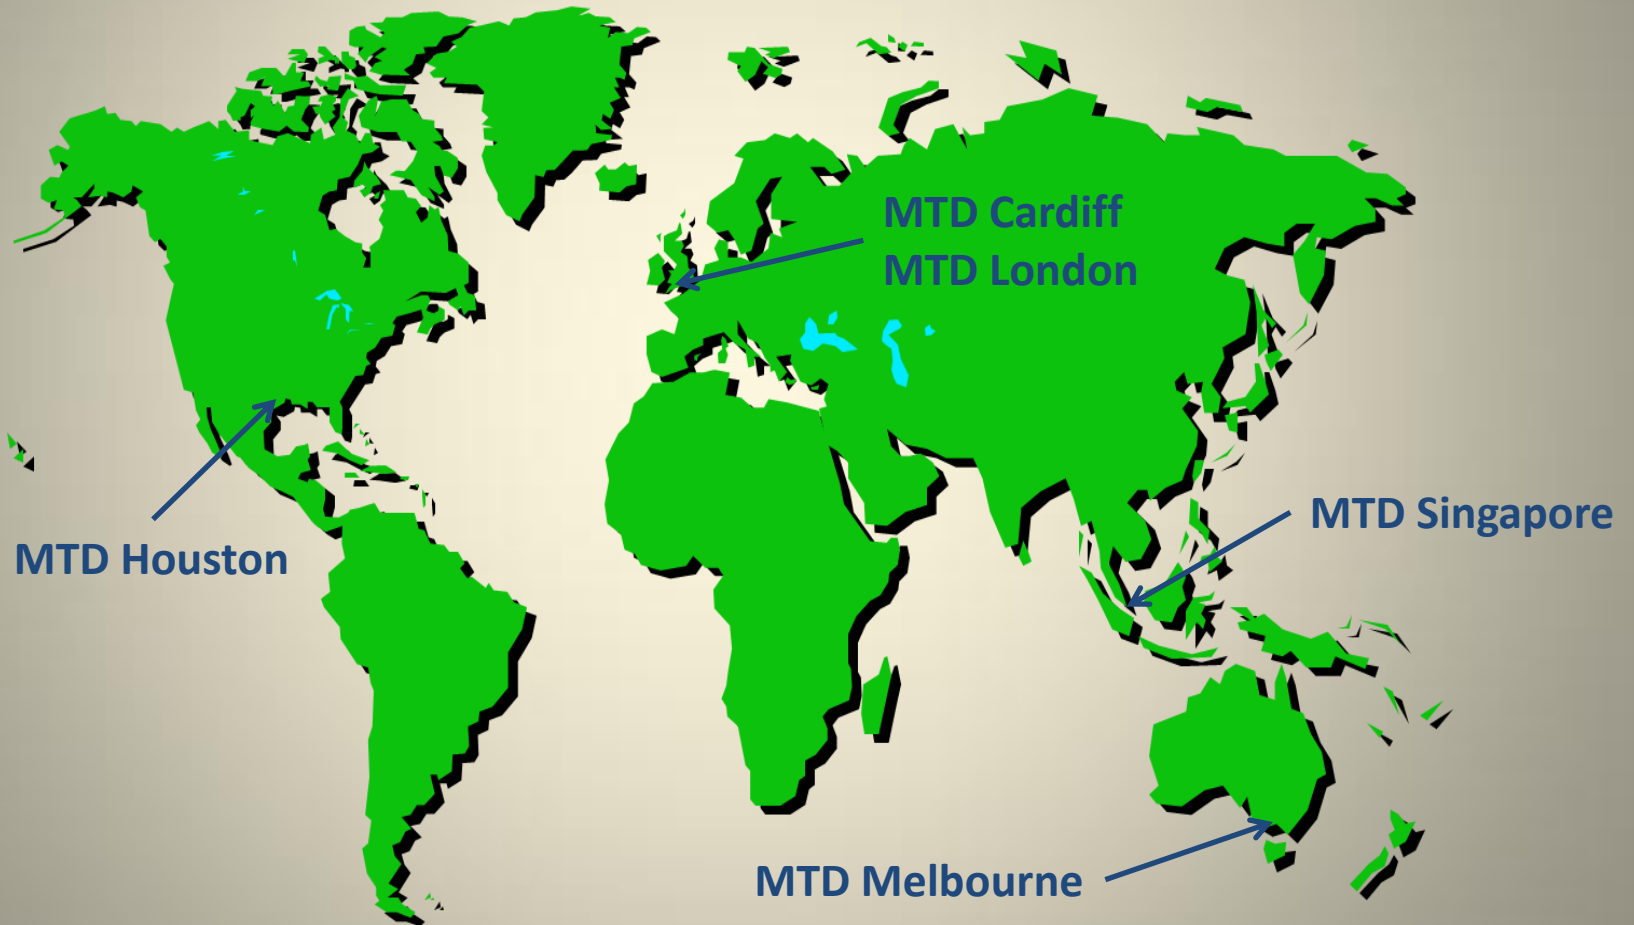 MTD Cardiff
MTD London
MTD Singapore
MTD Houston
MTD Melbourne